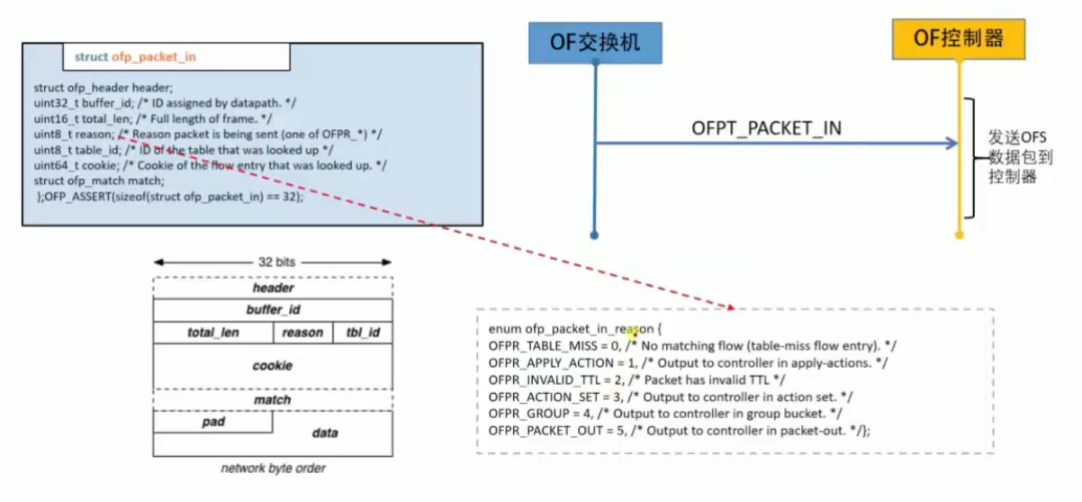 struct ofp_packet_in
struct ofp_header header;
uint32_t buffer_id; /* ID assigned by datapath. */
uint16_t total_len; /* Full length of frame. */
uint8_t reason; /* Reason packet is being sent (one of OFPR_*) */
uint8_t table_id; /* ID of the table that was looked up */
uint64_t cookie; /* Cookie of the flow entry that was looked up. */
struct ofp_match match;
};OFP_ASSERT(sizeof(struct ofp_packet_in) == 32);
OF交换机
OF控制器
OFPT_PACKET_IN
发送OFS
数据包到
控制器
32 bits
header
buffer_id
total_len reason tbl_id
cookie
match
pad
data
network byte order
enum ofp_packet_in_reason {
OFPR_TABLE_MISS = 0, /* No matching flow (table-miss flow entry). */
OFPR_APPLY_ACTION = 1, /* Output to controller in apply-actions. */
OFPR_INVALID_TTL = 2, /* Packet has invalid TTL */
OFPR_ACTION_SET = 3, /* Output to controller in action set. */
OFPR_GROUP = 4, /* Output to controller in group bucket. */
OFPR_PACKET_OUT = 5, /* Output to controller in packet-out. */};